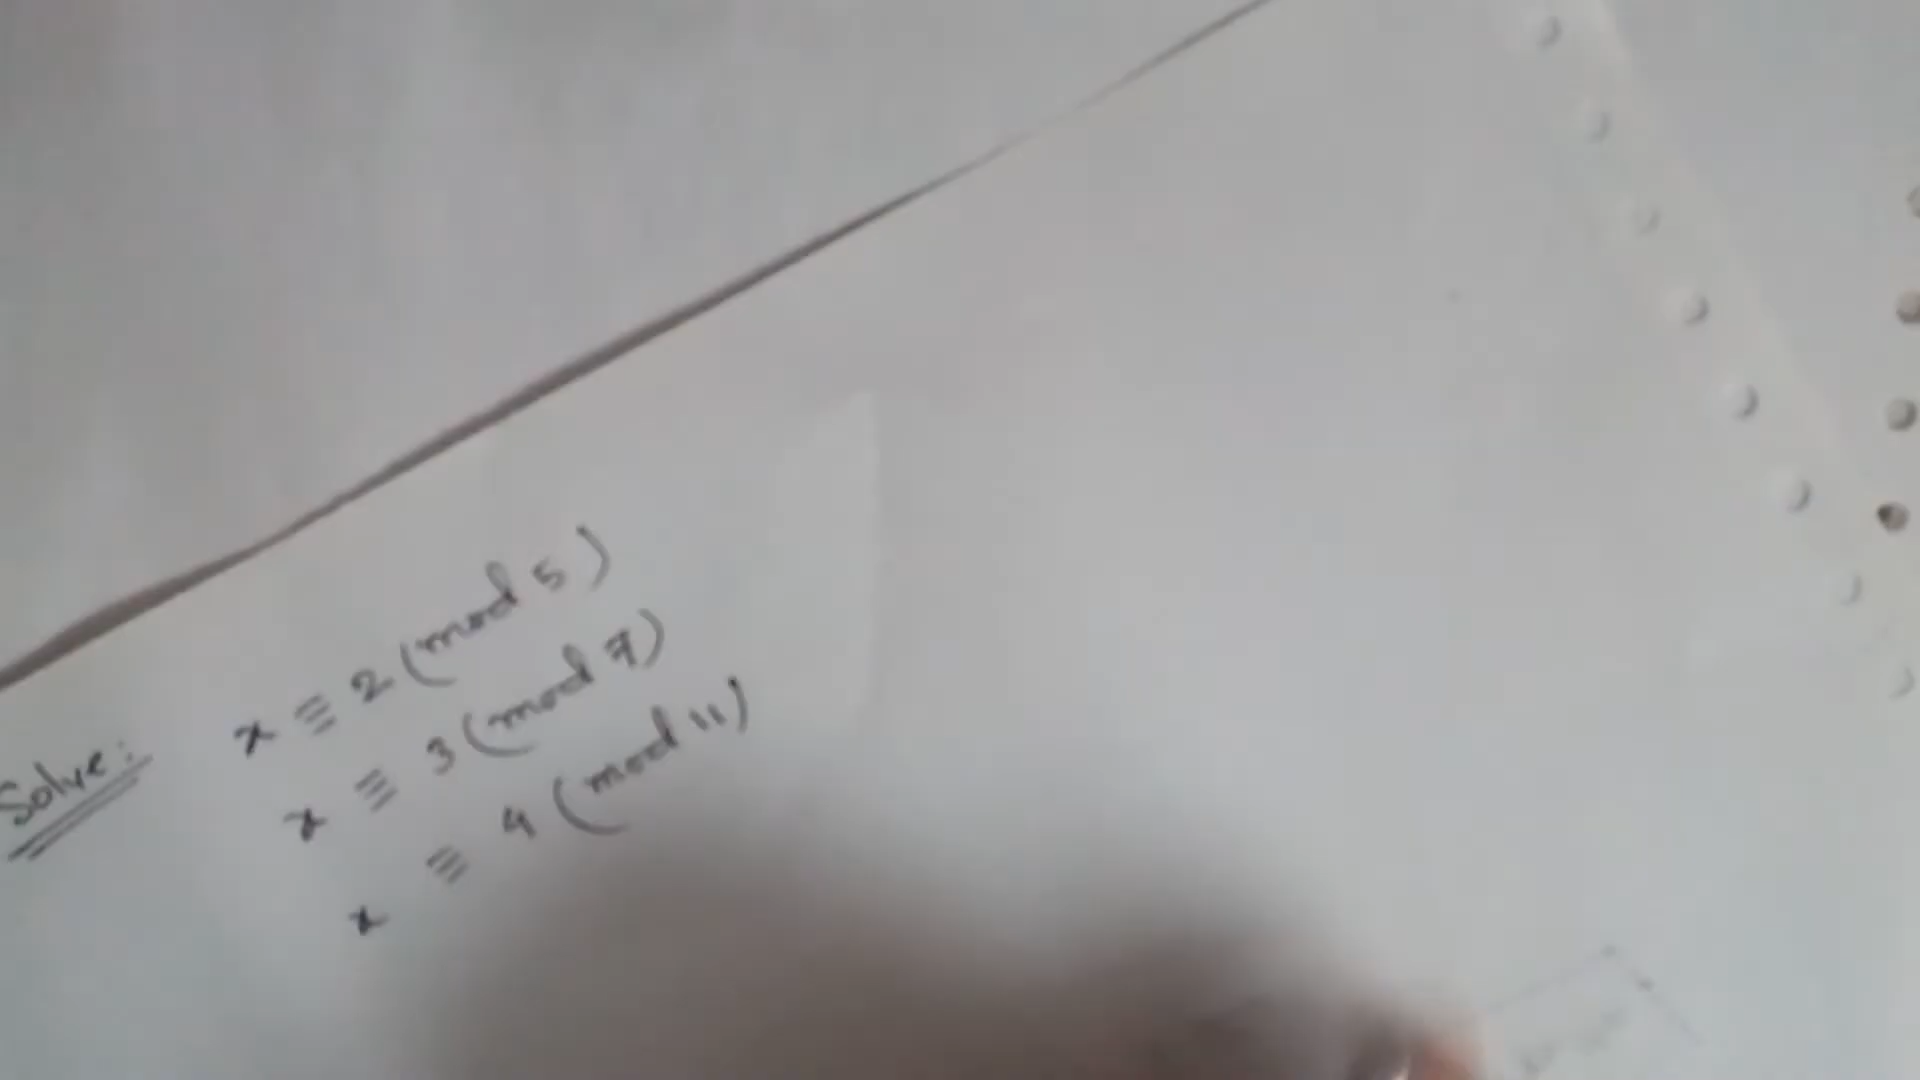 Solve: x ≡ 2 (mod 5)
x ≡ 3 (mod 7)
x ≡ 4 (mod 11)